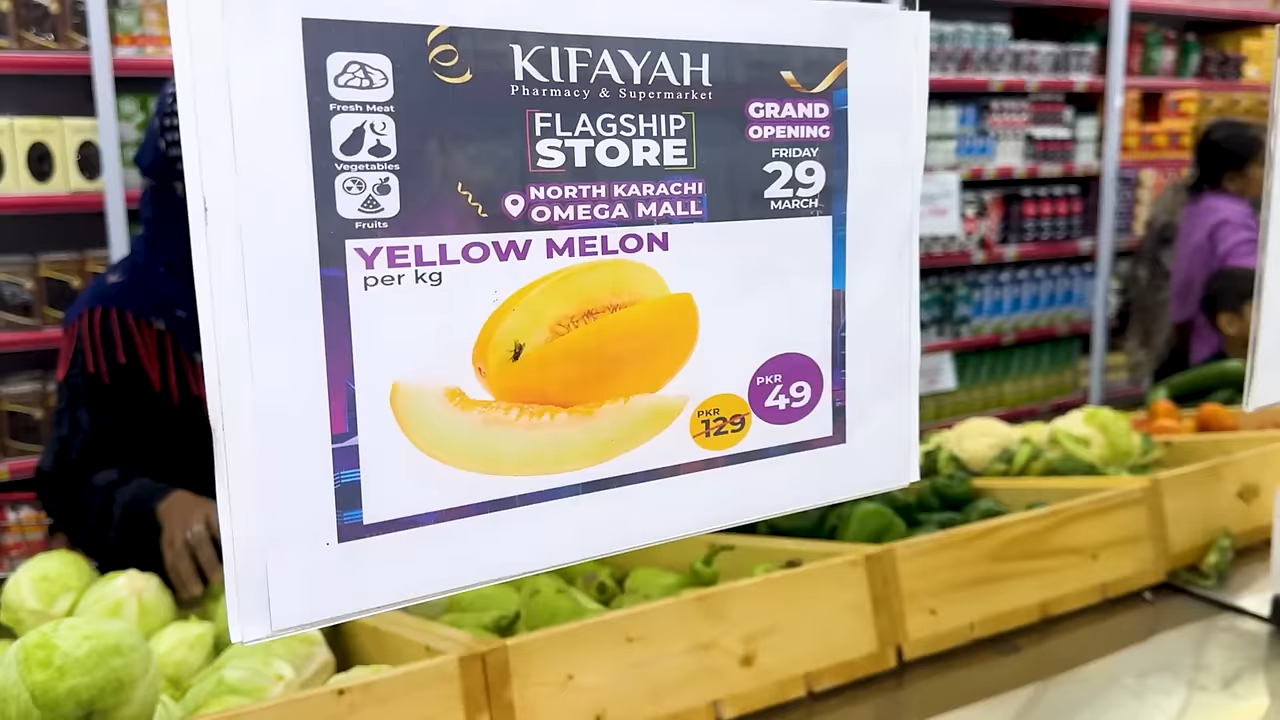 KIFAYAH
Pharmacy & Supermarket
Fresh Meat
Vegetables
Fruits
FLAGSHIP
STORE
NORTH KARACHI
OMEGA MALL
GRAND
OPENING
FRIDAY
29
MARCH
YELLOW MELON
per kg
PKR
129
PKR
49